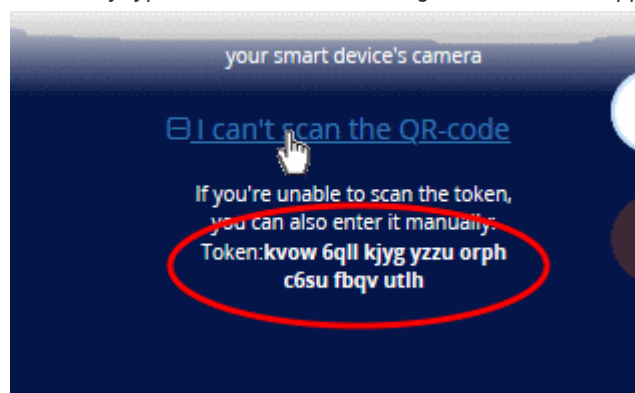 your smart device's camera
I can't scan the QR-code
If you're unable to scan the token,
you can also enter it manually:
Token:kvow 6qll kjyg yzzu orph
c6su fbqv utlh